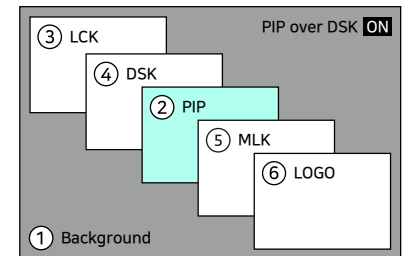 PIP over DSK ON
3 LCK
4 DSK
2 PIP
5 MLK
6 LOGO
1 Background